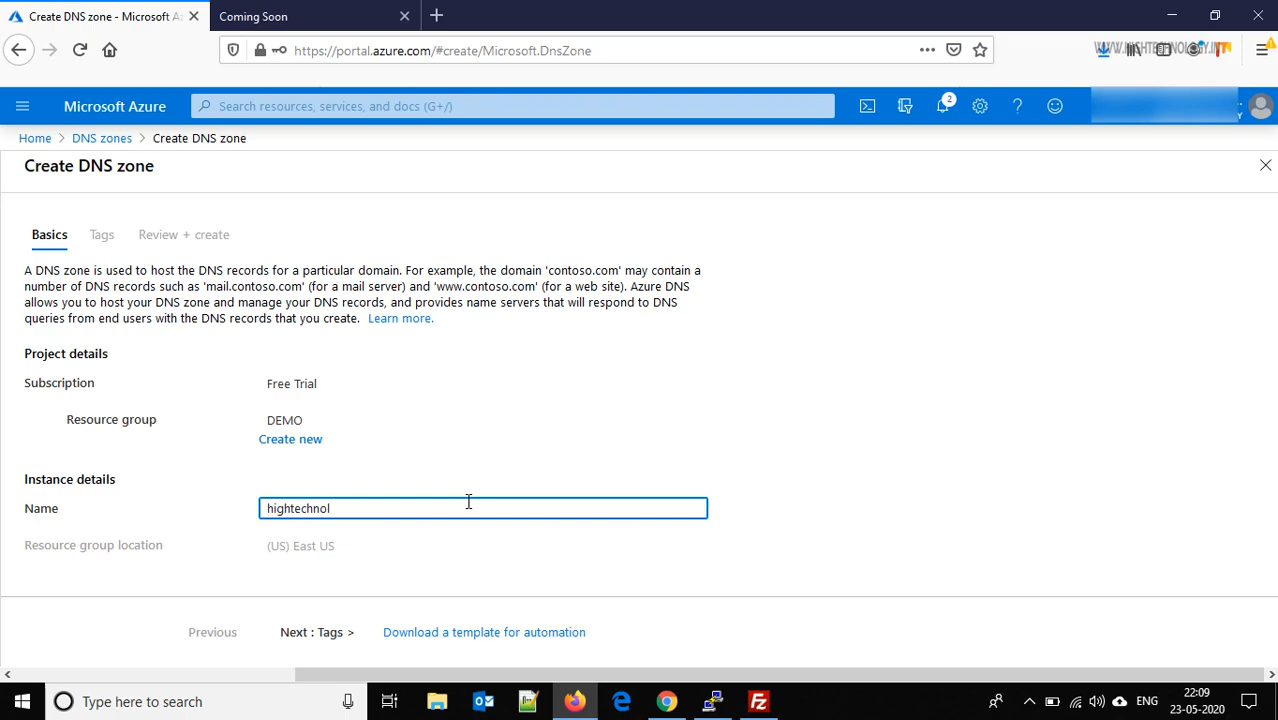 Create DNS zone - Microsoft Az
Coming Soon
https://portal.azure.com/#create/Microsoft.DnsZone
Microsoft Azure
Search resources, services, and docs (G+/)
2
Home > DNS zones > Create DNS zone
Create DNS zone
Basics
Tags
Review + create
A DNS zone is used to host the DNS records for a particular domain. For example, the domain 'contoso.com' may contain a
number of DNS records such as 'mail.contoso.com' (for a mail server) and 'www.contoso.com' (for a web site). Azure DNS
allows you to host your DNS zone and manage your DNS records, and provides name servers that will respond to DNS
queries from end users with the DNS records that you create. Learn more.
Project details
Subscription
Free Trial
Resource group
DEMO
Create new
Instance details
Name
hightechnol
Resource group location
(US) East US
Previous
Next : Tags >
Download a template for automation
Type here to search
ENG
22:09
23-05-2020